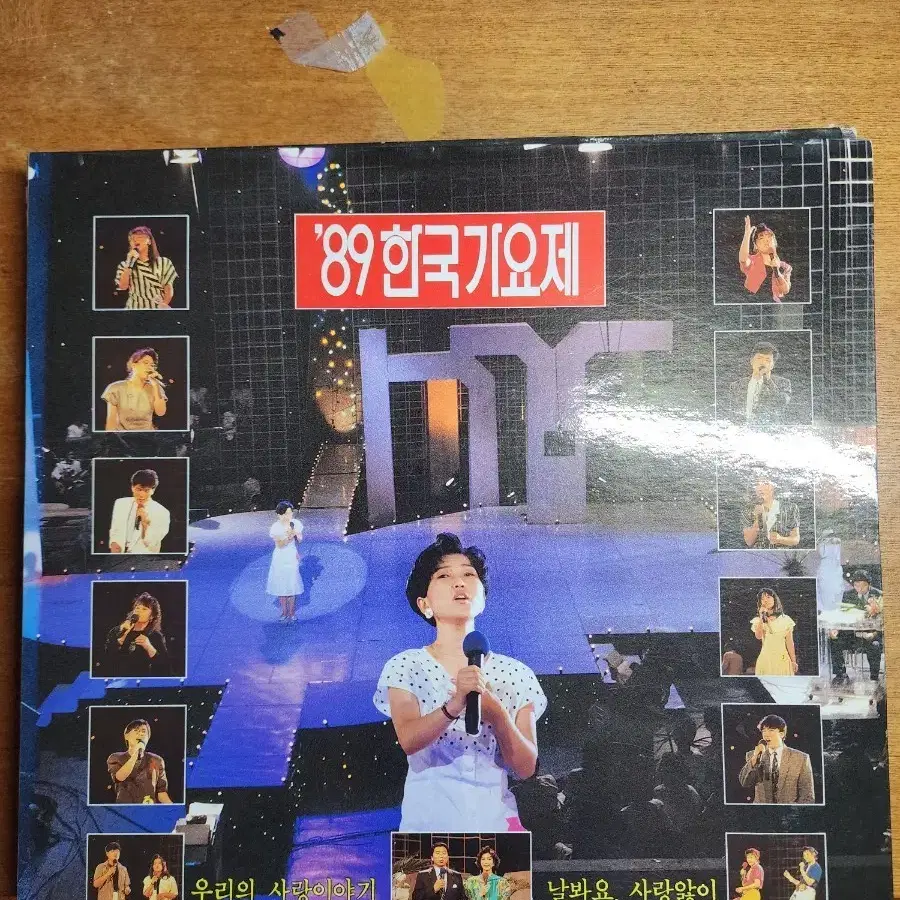 '89 한국가요제
우리의 사랑이야기
날봐요, 사랑앓이